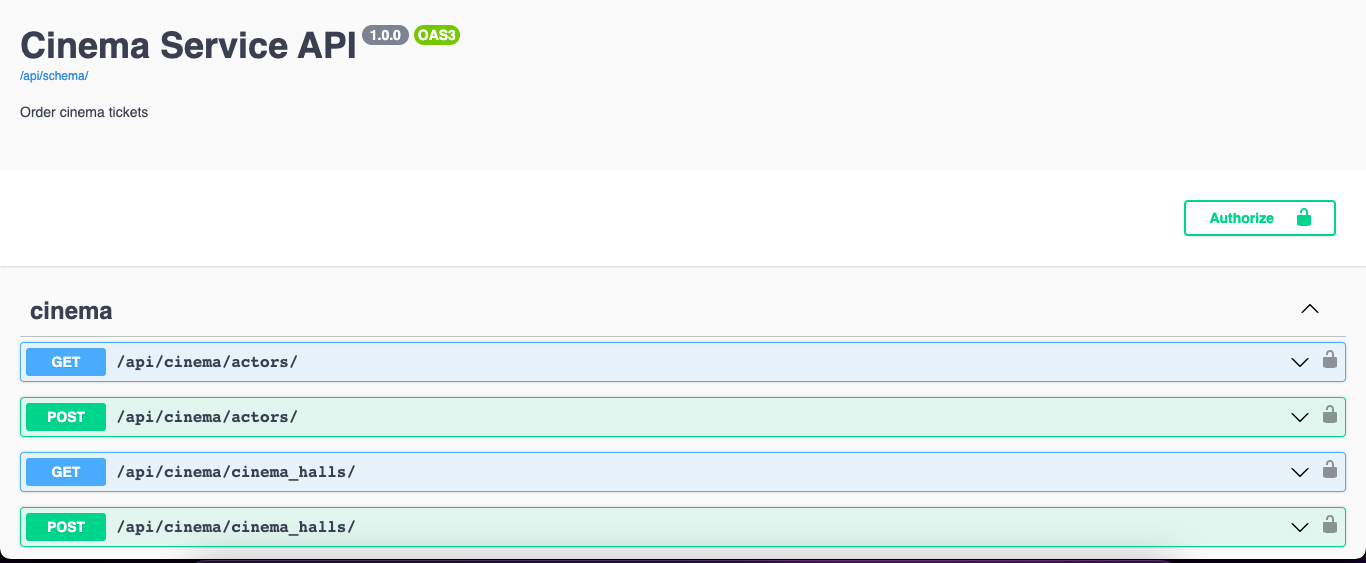 Cinema Service API 1.0.0 OAS3
/api/schema/
Order cinema tickets
Authorize
cinema
GET /api/cinema/actors/
POST /api/cinema/actors/
GET /api/cinema/cinema_halls/
POST /api/cinema/cinema_halls/